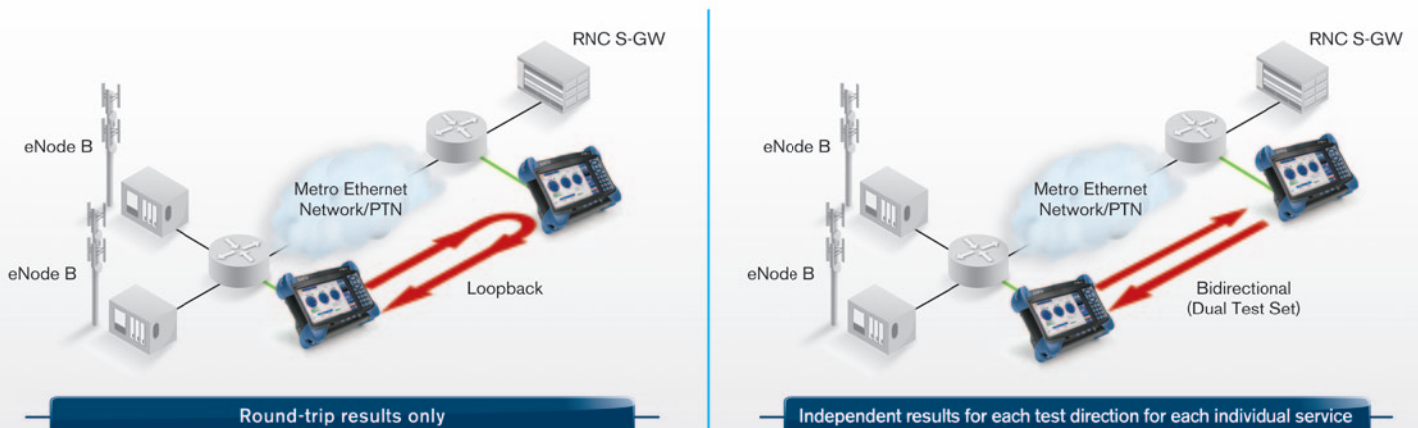 RNC S-GW
eNode B
Metro Ethernet
Network/PTN
eNode B
Loopback
Round-trip results only
RNC S-GW
eNode B
Metro Ethernet
Network/PTN
eNode B
Bidirectional
(Dual Test Set)
Independent results for each test direction for each individual service